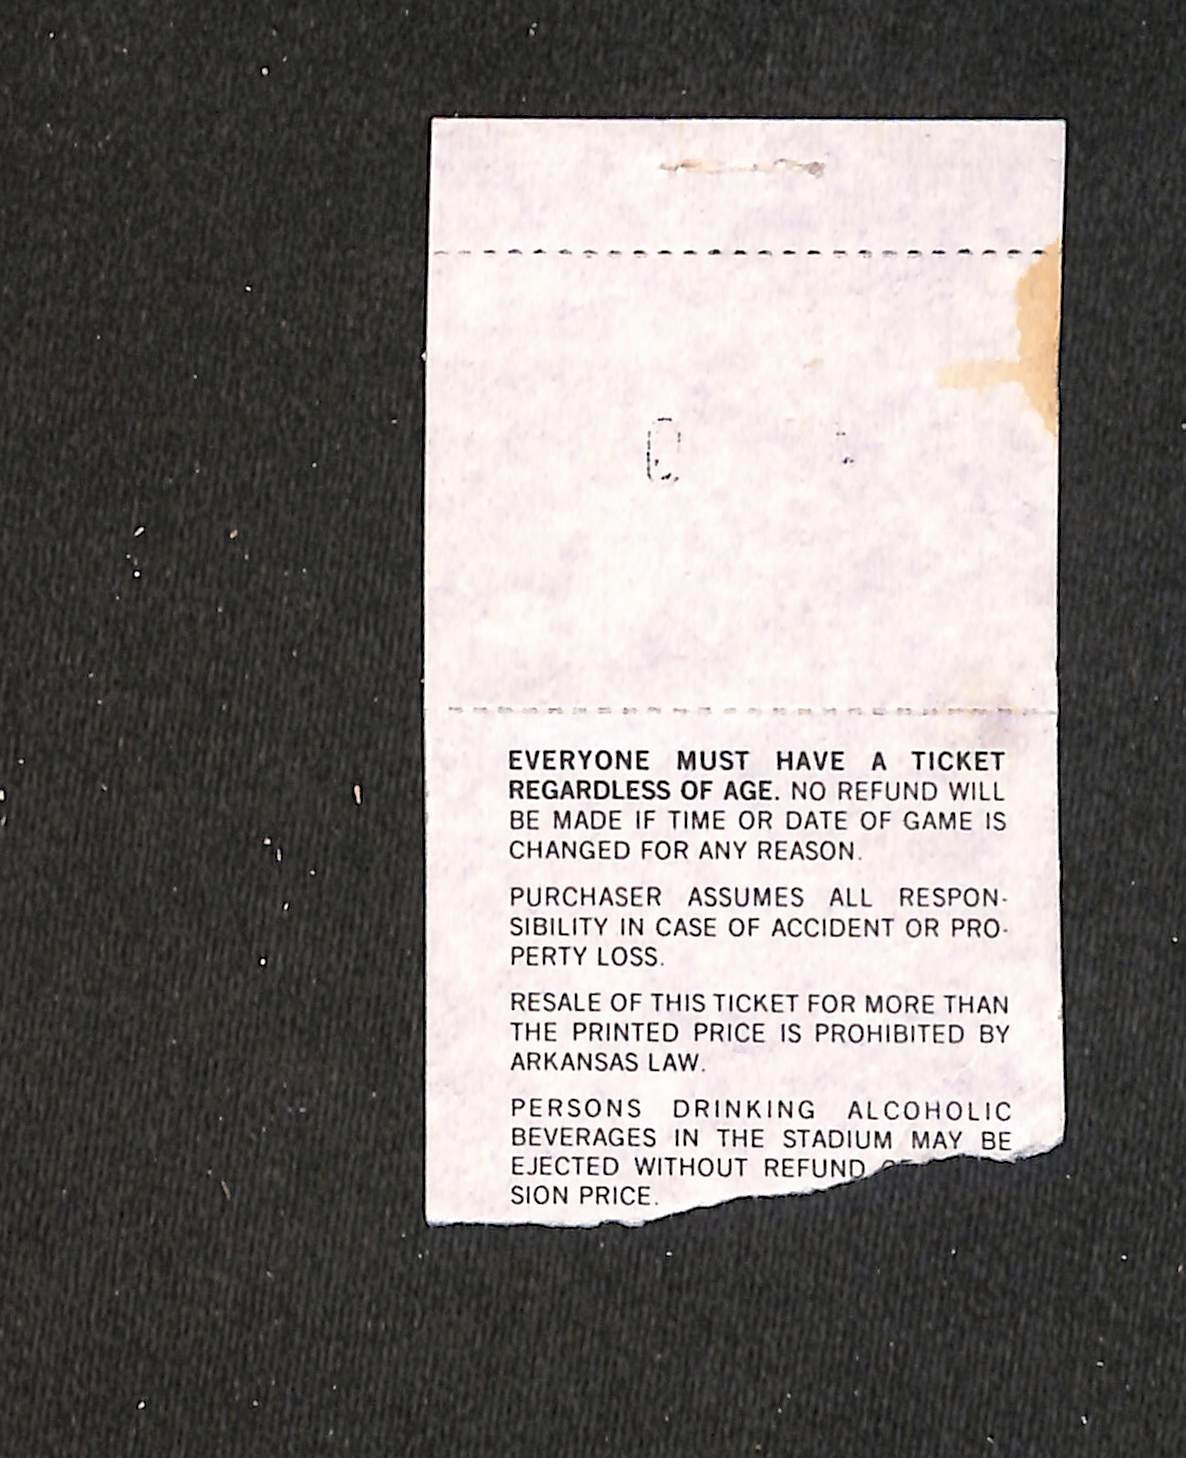 EVERYONE MUST HAVE A TICKET
REGARDLESS OF AGE. NO REFUND WILL
BE MADE IF TIME OR DATE OF GAME IS
CHANGED FOR ANY REASON.
PURCHASER ASSUMES ALL RESPON-
SIBILITY IN CASE OF ACCIDENT OR PRO-
PERTY LOSS.
RESALE OF THIS TICKET FOR MORE THAN
THE PRINTED PRICE IS PROHIBITED BY
ARKANSAS LAW.
PERSONS DRINKING ALCOHOLIC
BEVERAGES IN THE STADIUM MAY BE
EJECTED WITHOUT REFUND
SION PRICE.